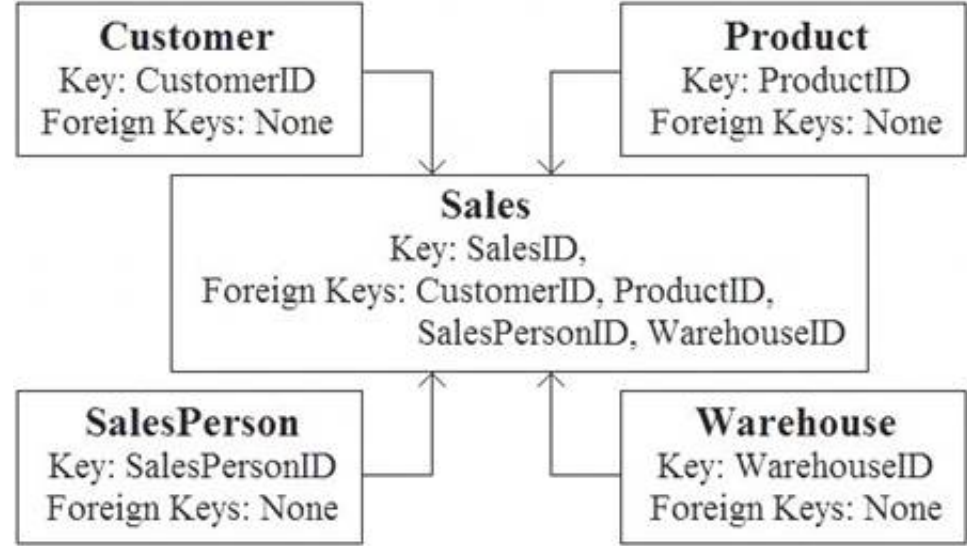 Customer
Key: CustomerID
Foreign Keys: None
Product
Key: ProductID
Foreign Keys: None
Sales
Key: SalesID,
Foreign Keys: CustomerID, ProductID,
SalesPersonID, WarehouseID
SalesPerson
Key: SalesPersonID
Foreign Keys: None
Warehouse
Key: WarehouseID
Foreign Keys: None